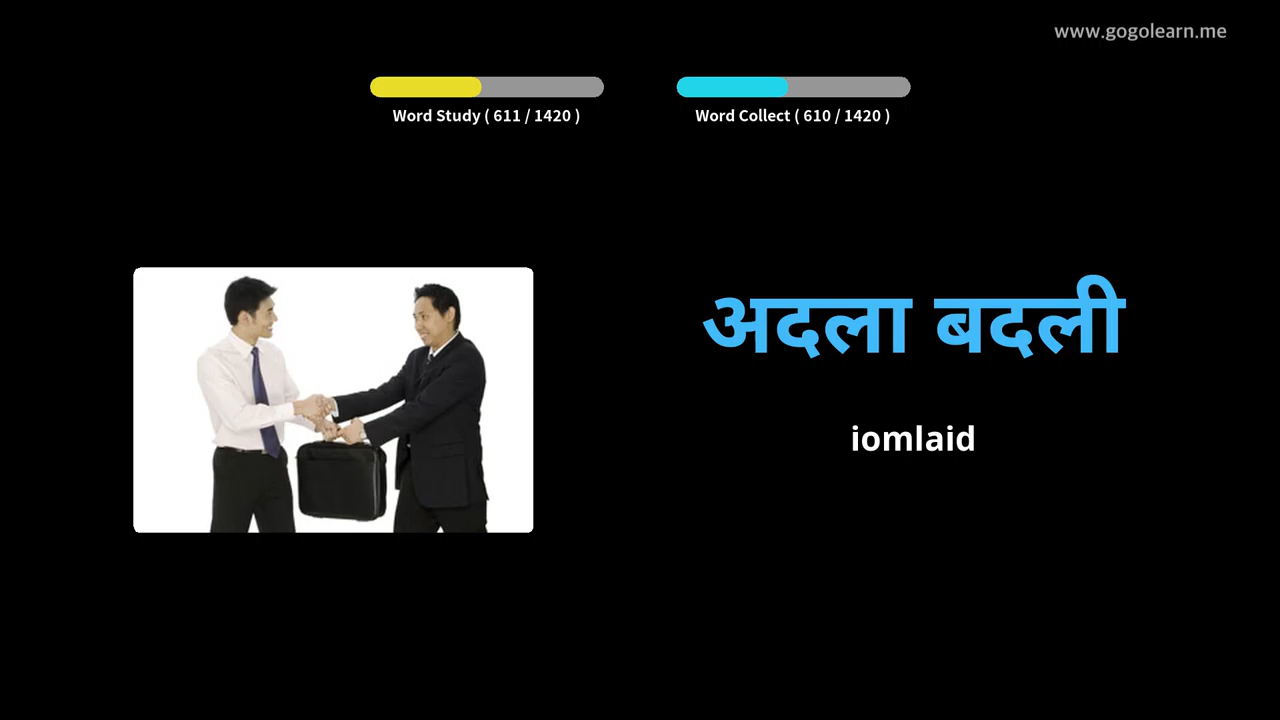 www.gogolearn.me
Word Study ( 611 / 1420 )
Word Collect ( 610 / 1420 )
अदला बदली
iomlaid